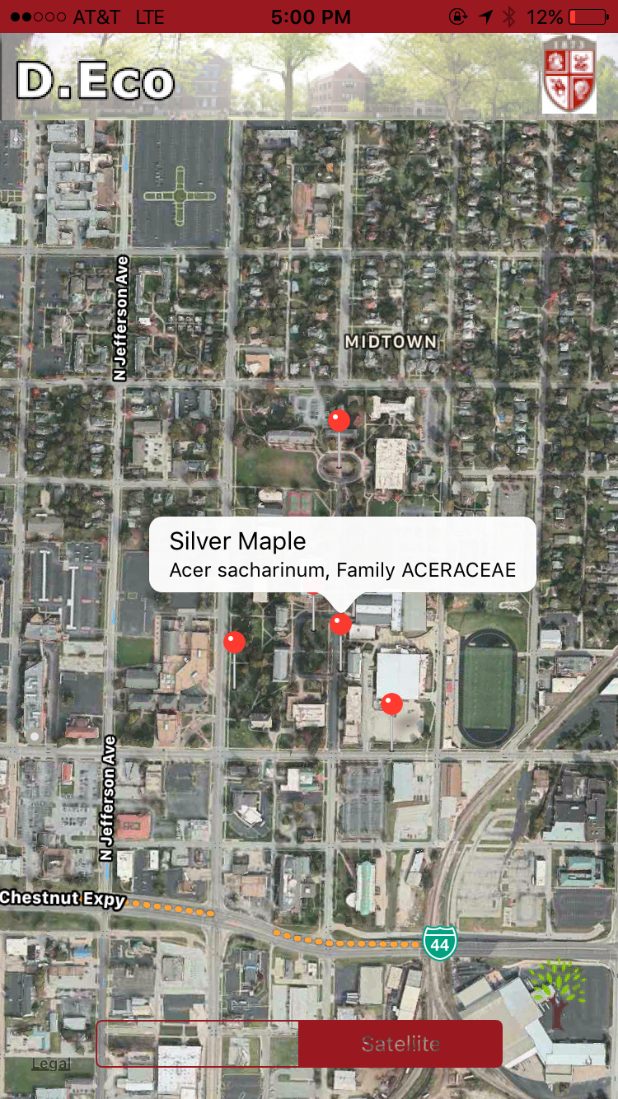 AT&T LTE 5:00 PM 12%
D.Eco
1873
N Jefferson Ave
MIDTOWN
Silver Maple
Acer sacharinum, Family ACERACEAE
N Jefferson Ave
Chestnut Expy
44
Satellite
Legal